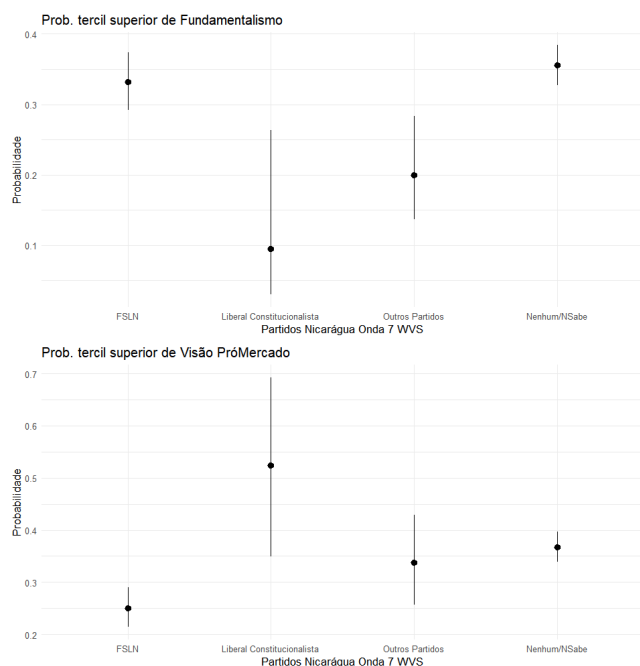 Prob. tercil superior de Fundamentalismo
0.4
0.3
0.2
0.1
Probabilidade
FSLN Liberal Constitucionalista Outros Partidos Nenhum/NSabe
Partidos Nicarágua Onda 7 WVS
Prob. tercil superior de Visão PróMercado
0.7
0.6
0.5
0.4
0.3
0.2
Probabilidade
FSLN Liberal Constitucionalista Outros Partidos Nenhum/NSabe
Partidos Nicarágua Onda 7 WVS